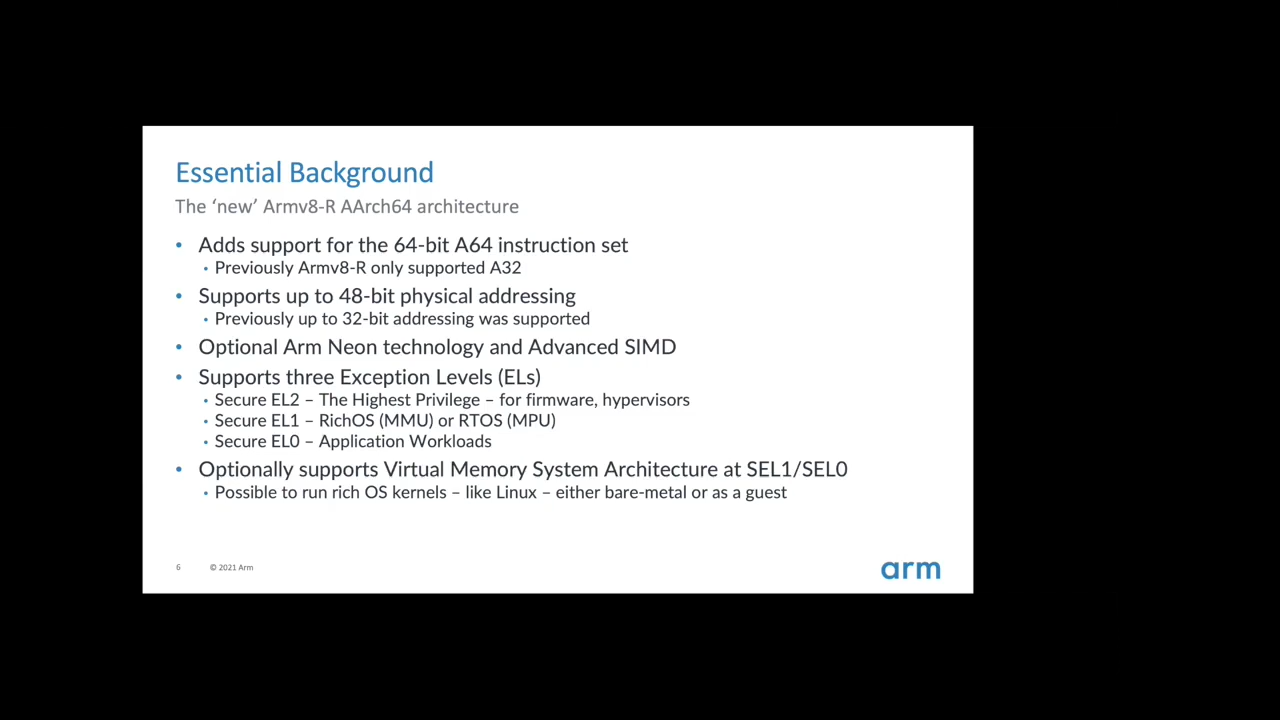 Essential Background
The ‘new’ Armv8-R AArch64 architecture
• Adds support for the 64-bit A64 instruction set
• Previously Armv8-R only supported A32
• Supports up to 48-bit physical addressing
• Previously up to 32-bit addressing was supported
• Optional Arm Neon technology and Advanced SIMD
• Supports three Exception Levels (ELs)
• Secure EL2 – The Highest Privilege – for firmware, hypervisors
• Secure EL1 – RichOS (MMU) or RTOS (MPU)
• Secure EL0 – Application Workloads
• Optionally supports Virtual Memory System Architecture at SEL1/SEL0
• Possible to run rich OS kernels – like Linux – either bare-metal or as a guest
6 © 2021 Arm
arm